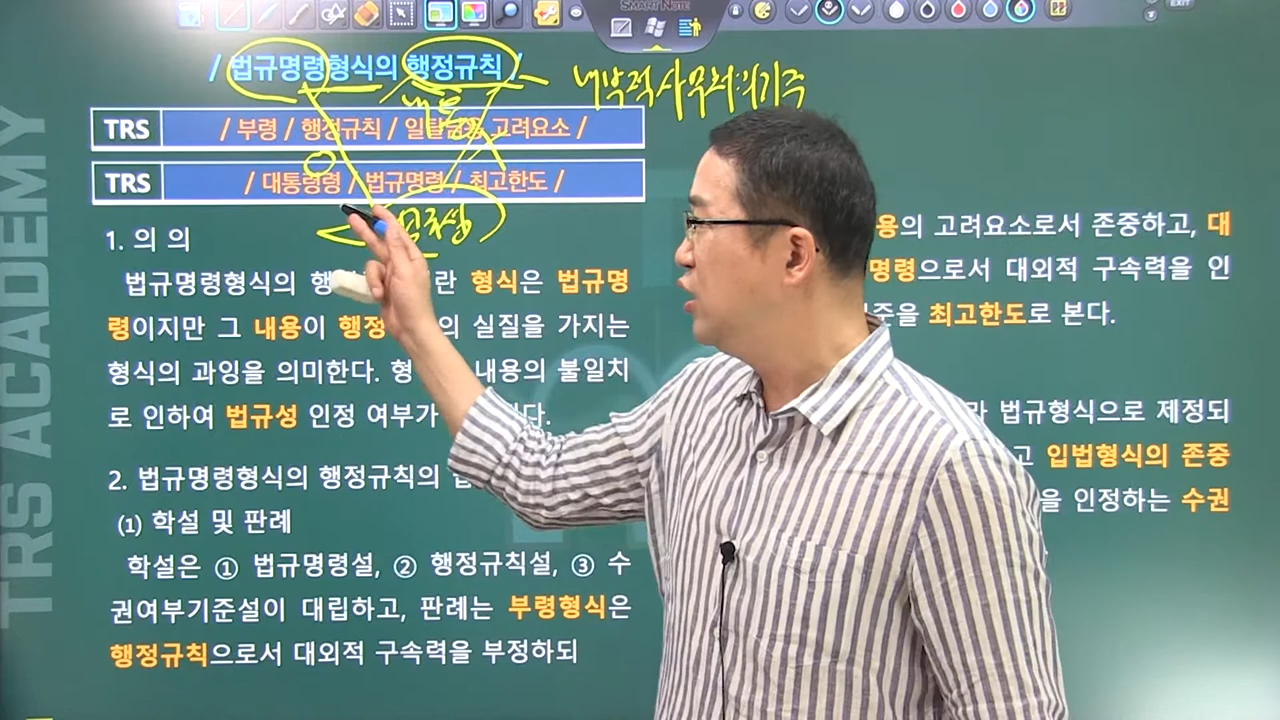 SMART NOTE
EXIT
/ 법규명령형식의 행정규칙 /
내부적 사무처리기준
TRS / 부령 / 행정규칙 / 일탈 고려요소 /
TRS / 대통령령 / 법규명령 / 최고한도 /
1. 의 의
법규명령형식의 란 형식은 법규명
령이지만 그 내용이 행정 의 실질을 가지는
형식의 과잉을 의미한다. 형 내용의 불일치
로 인하여 법규성 인정 여부가 다.
2. 법규명령형식의 행정규칙의
(1) 학설 및 판례
학설은 ① 법규명령설, ② 행정규칙설, ③ 수
권여부기준설이 대립하고, 판례는 부령형식은
행정규칙으로서 대외적 구속력을 부정하되
용의 고려요소로서 존중하고, 대
명령으로서 대외적 구속력을 인
준을 최고한도로 본다.
법규형식으로 제정되
고 입법형식의 존중
을 인정하는 수권
TRS ACADEMY